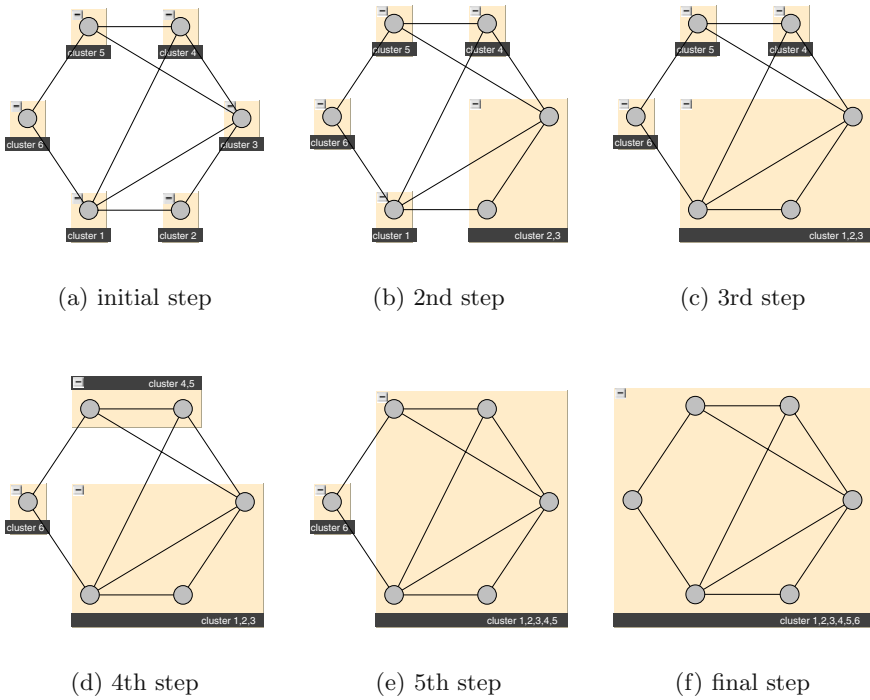 cluster 5
cluster 4
cluster 6
cluster 3
cluster 1
cluster 2
(a) initial step
cluster 5
cluster 4
cluster 6
cluster 1
cluster 2,3
(b) 2nd step
cluster 5
cluster 4
cluster 6
cluster 1,2,3
(c) 3rd step
cluster 4,5
cluster 6
cluster 1,2,3
(d) 4th step
cluster 6
cluster 1,2,3,4,5
(e) 5th step
cluster 1,2,3,4,5,6
(f) final step